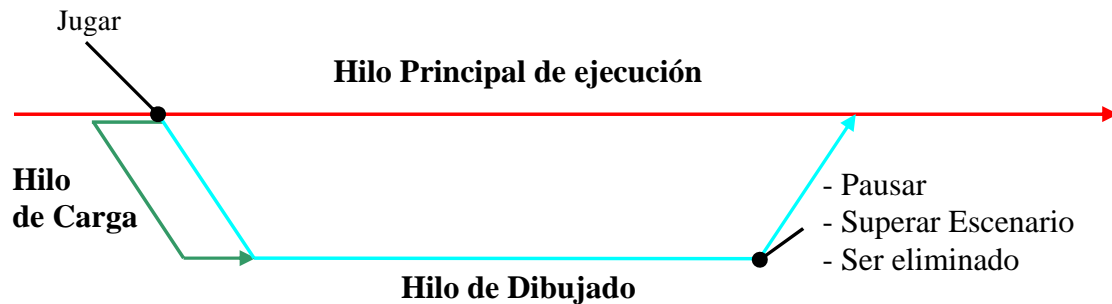 Jugar
Hilo Principal de ejecución
Hilo
de Carga
- Pausar
- Superar Escenario
- Ser eliminado
Hilo de Dibujado